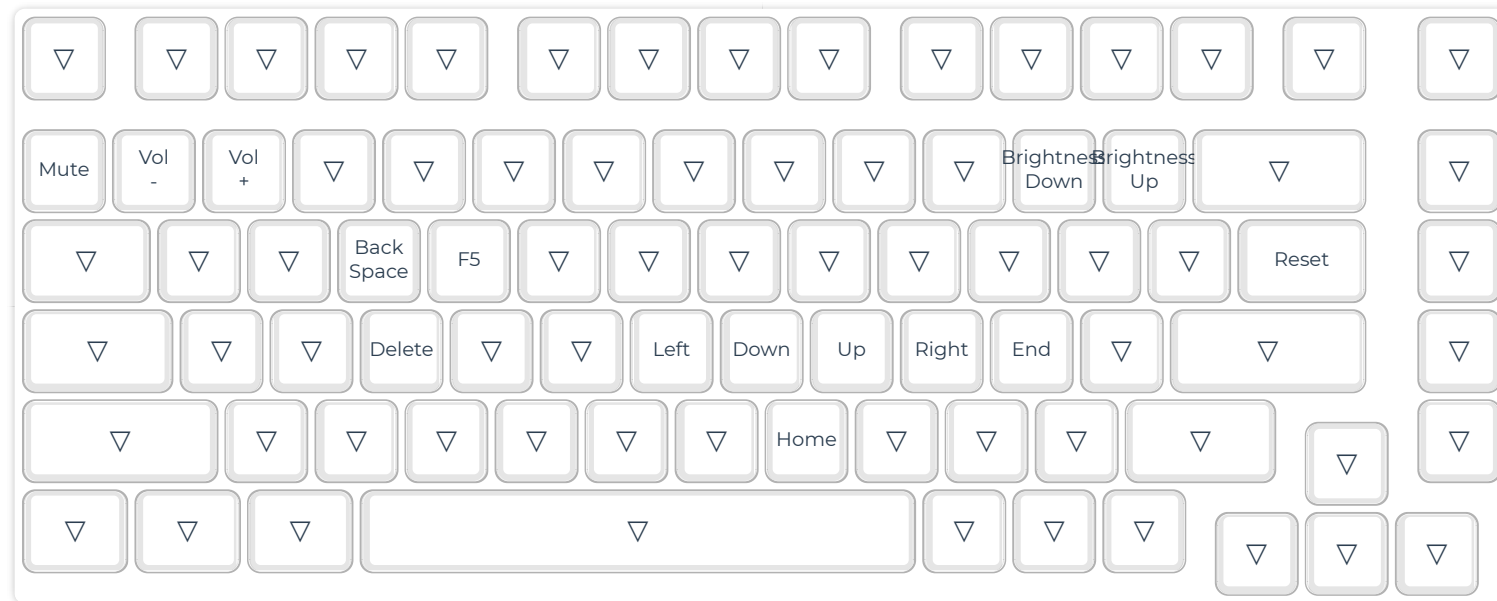 ▽ ▽ ▽ ▽ ▽ ▽ ▽ ▽ ▽ ▽ ▽ ▽ ▽ ▽ ▽
Mute Vol - Vol + ▽ ▽ ▽ ▽ ▽ ▽ ▽ ▽ Brightness Down Brightness Up ▽ ▽
▽ ▽ ▽ Back Space F5 ▽ ▽ ▽ ▽ ▽ ▽ ▽ ▽ Reset ▽
▽ ▽ ▽ Delete ▽ ▽ Left Down Up Right End ▽ ▽ ▽
▽ ▽ ▽ ▽ ▽ ▽ ▽ Home ▽ ▽ ▽ ▽ ▽ ▽
▽ ▽ ▽ ▽ ▽ ▽ ▽ ▽ ▽ ▽